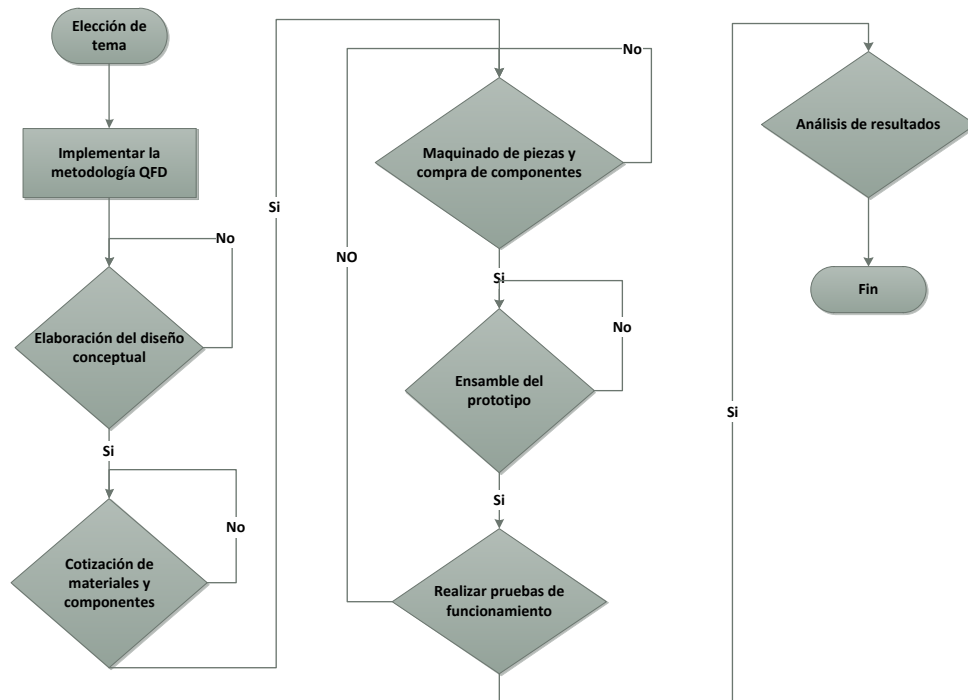 Elección de
tema
Implementar la
metodología QFD
No
Elaboración del diseño
conceptual
Si
No
Cotización de
materiales y
componentes
Si
No
Maquinado de piezas y
compra de componentes
NO
Si
No
Ensamble del
prototipo
Si
Realizar pruebas de
funcionamiento
Si
Análisis de resultados
Fin